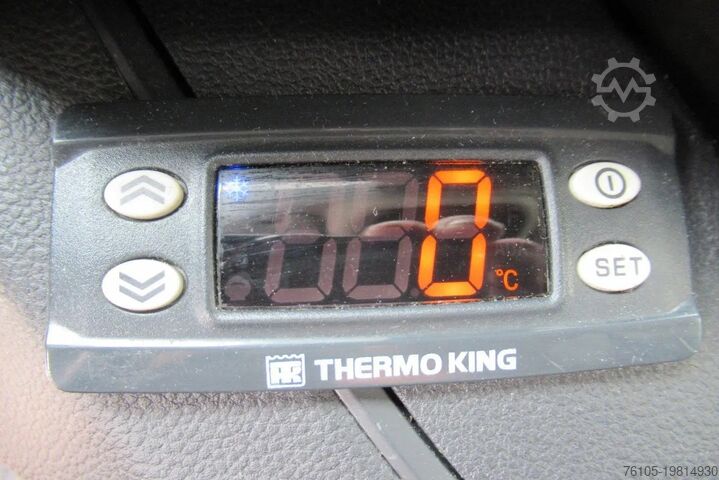 0
°C
SET
THERMO KING
76105-19814930